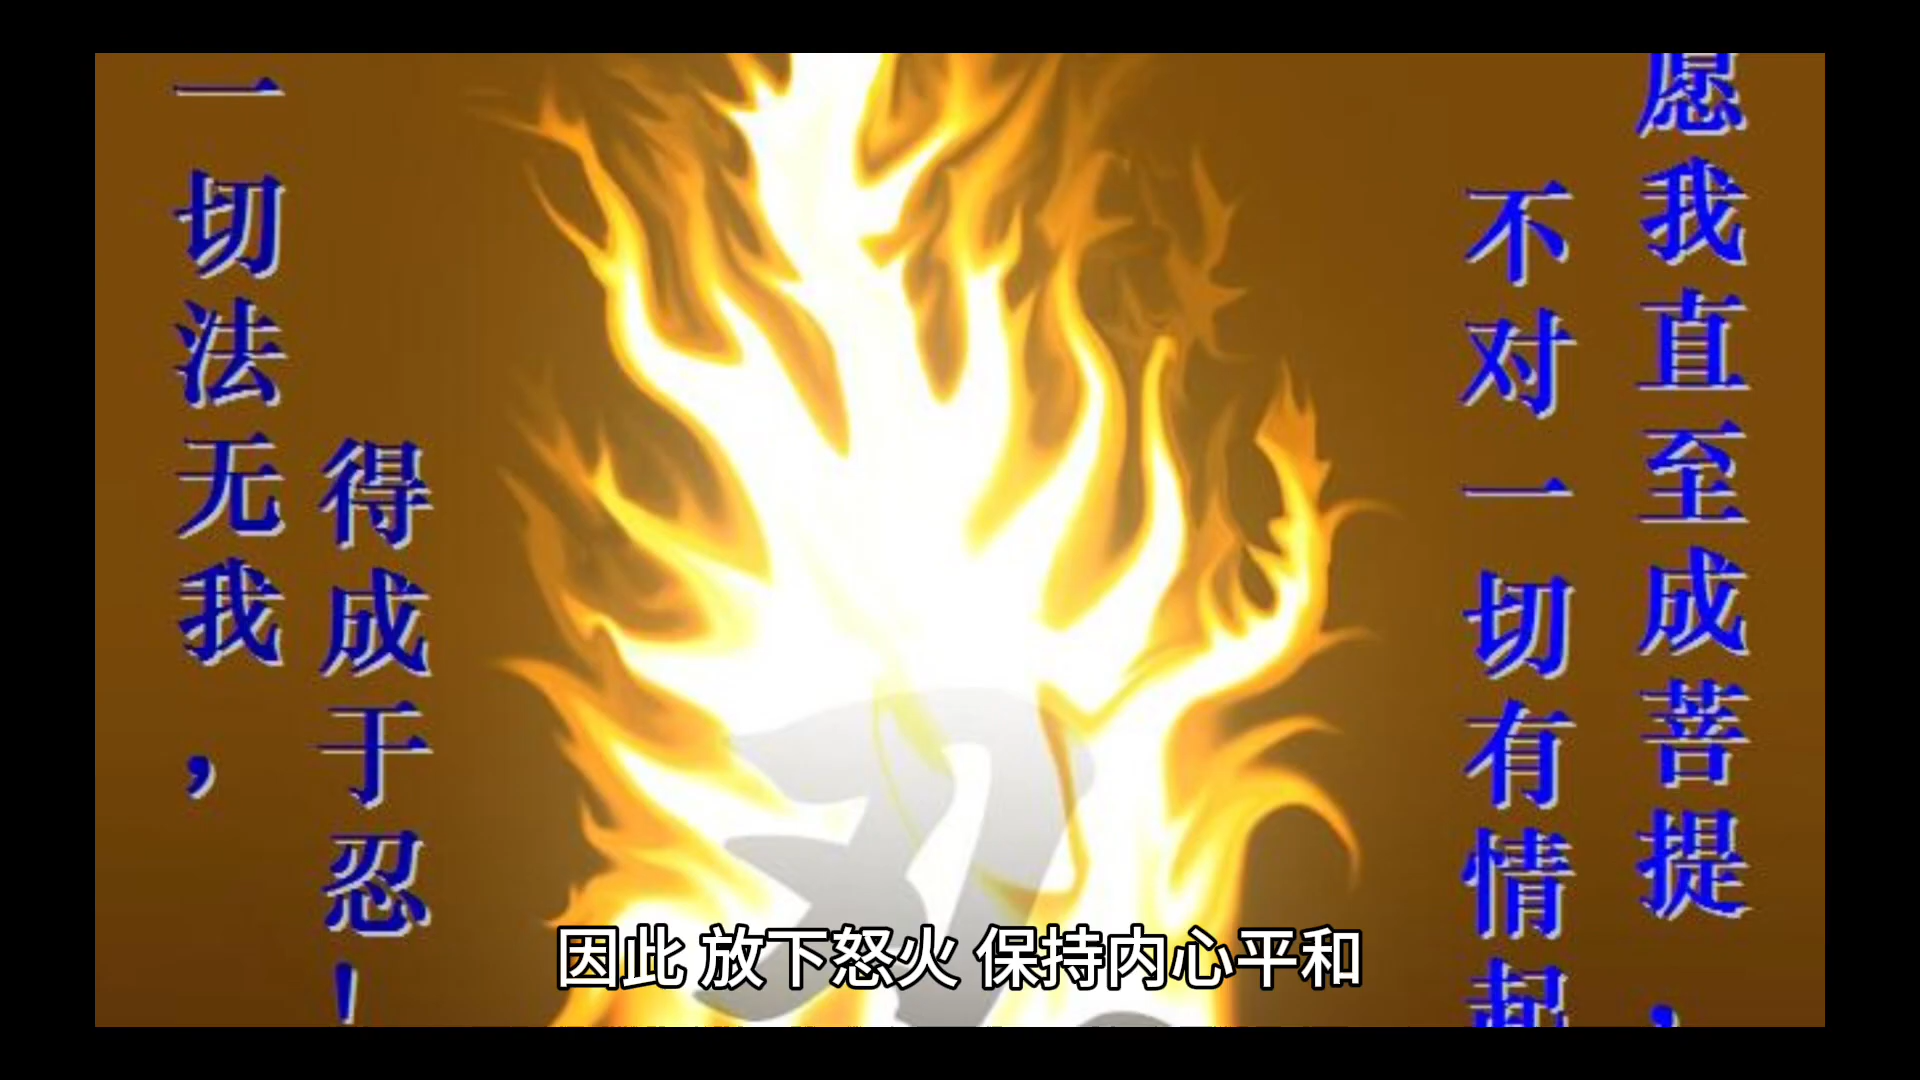 愿我直至成菩提，
不对一切有情起
一切法无我，
得成于忍！
因此 放下怒火 保持内心平和